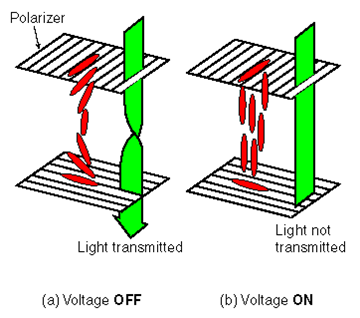 Polarizer
Light transmitted
Light not
transmitted
(a) Voltage OFF
(b) Voltage ON